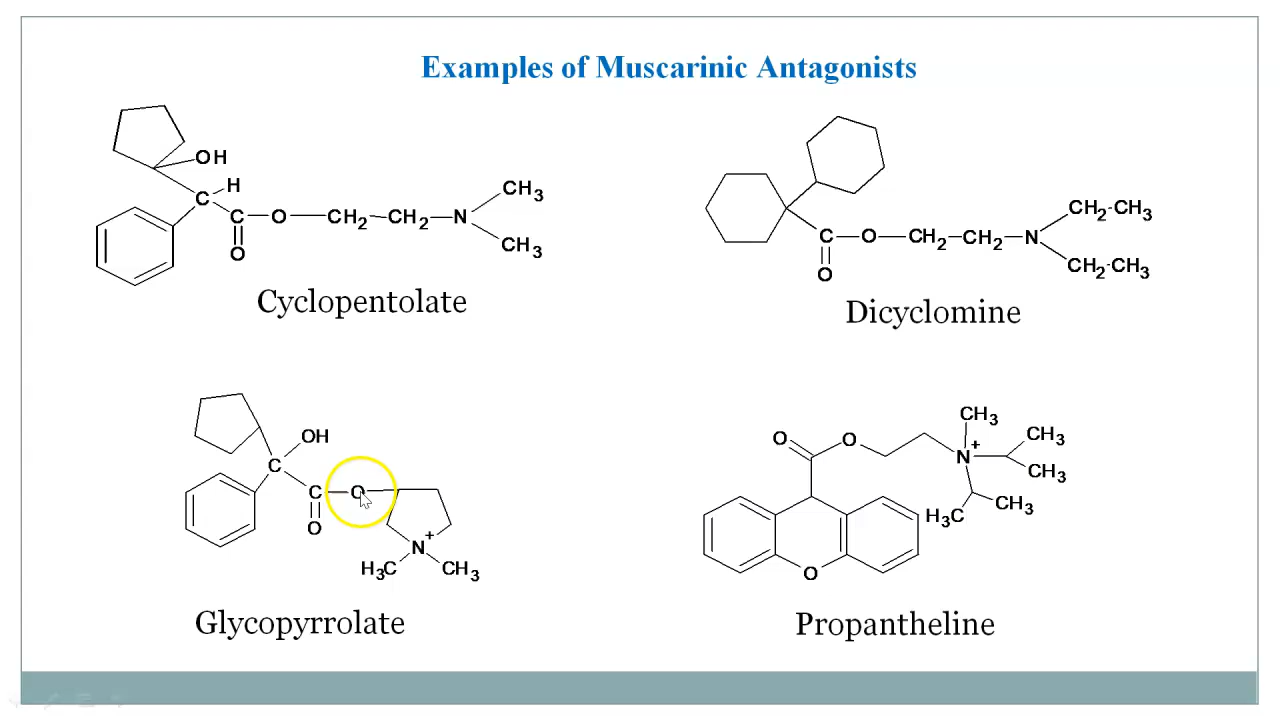 Examples of Muscarinic Antagonists
OH
H
C
C
O
CH2
CH2
N
CH3
CH3
O
Cyclopentolate
C
O
CH2
CH2
N
CH2-CH3
CH2-CH3
O
Dicyclomine
OH
C
C
O
O
N+
H3C
CH3
Glycopyrrolate
O
O
CH3
N+
CH3
CH3
CH3
H3C
O
Propantheline